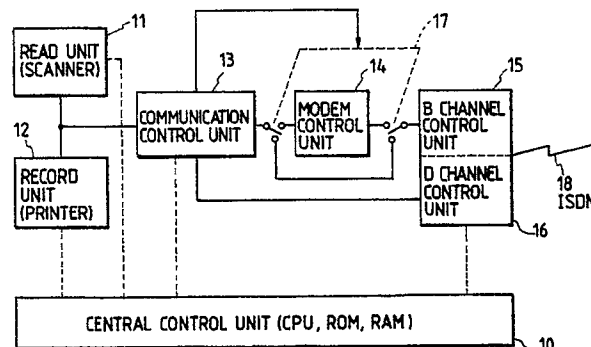 11
READ UNIT
(SCANNER)
12
RECORD
UNIT
(PRINTER)
13
COMMUNICATION
CONTROL UNIT
14
MODEM
CONTROL
UNIT
17
15
B CHANNEL
CONTROL
UNIT
D CHANNEL
CONTROL
UNIT
16
18
ISDN
CENTRAL CONTROL UNIT (CPU, ROM, RAM)
10